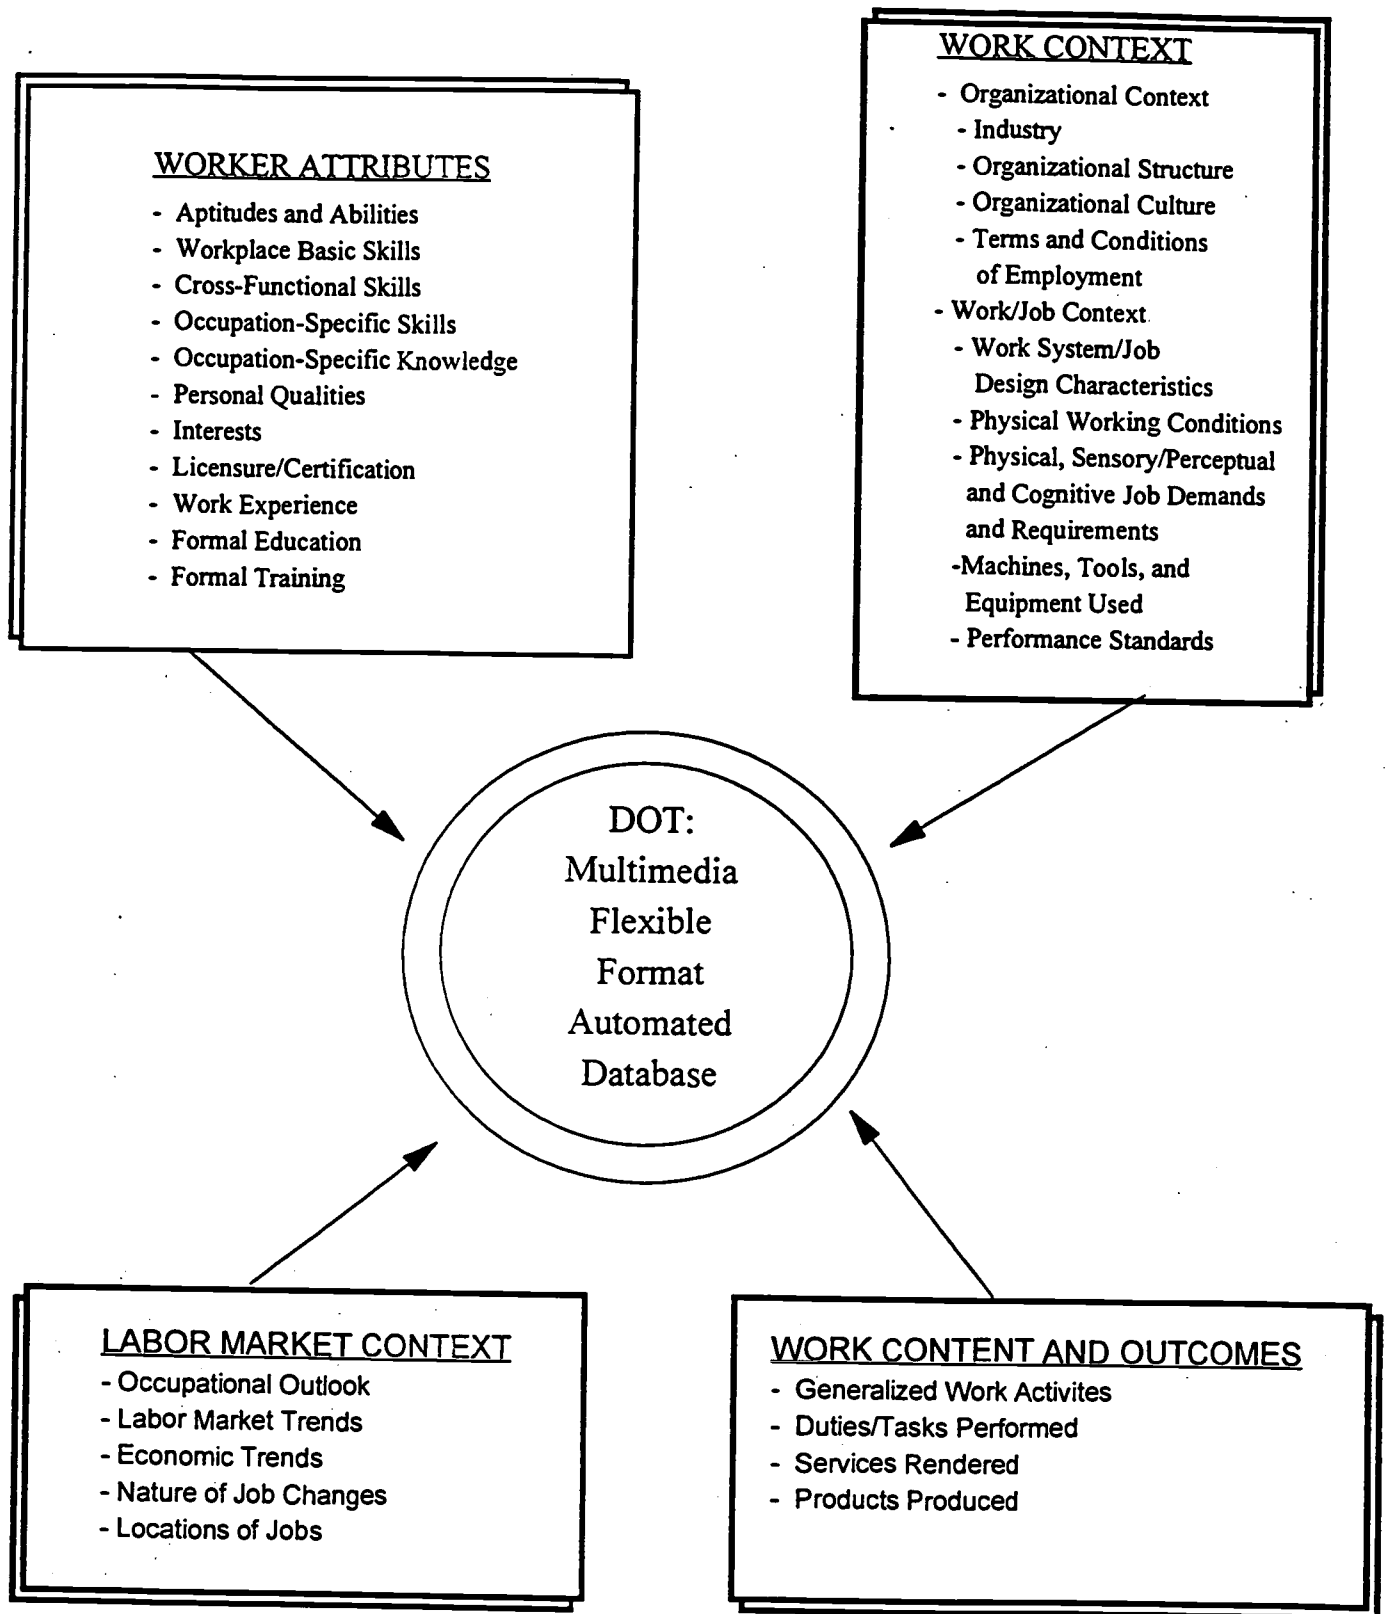 WORKER ATTRIBUTES
- Aptitudes and Abilities
- Workplace Basic Skills
- Cross-Functional Skills
- Occupation-Specific Skills
- Occupation-Specific Knowledge
- Personal Qualities
- Interests
- Licensure/Certification
- Work Experience
- Formal Education
- Formal Training
WORK CONTEXT
- Organizational Context
- Industry
- Organizational Structure
- Organizational Culture
- Terms and Conditions
of Employment
- Work/Job Context
- Work System/Job
Design Characteristics
- Physical Working Conditions
- Physical, Sensory/Perceptual
and Cognitive Job Demands
and Requirements
-Machines, Tools, and
Equipment Used
- Performance Standards
DOT:
Multimedia
Flexible
Format
Automated
Database
LABOR MARKET CONTEXT
- Occupational Outlook
- Labor Market Trends
- Economic Trends
- Nature of Job Changes
- Locations of Jobs
WORK CONTENT AND OUTCOMES
- Generalized Work Activites
- Duties/Tasks Performed
- Services Rendered
- Products Produced